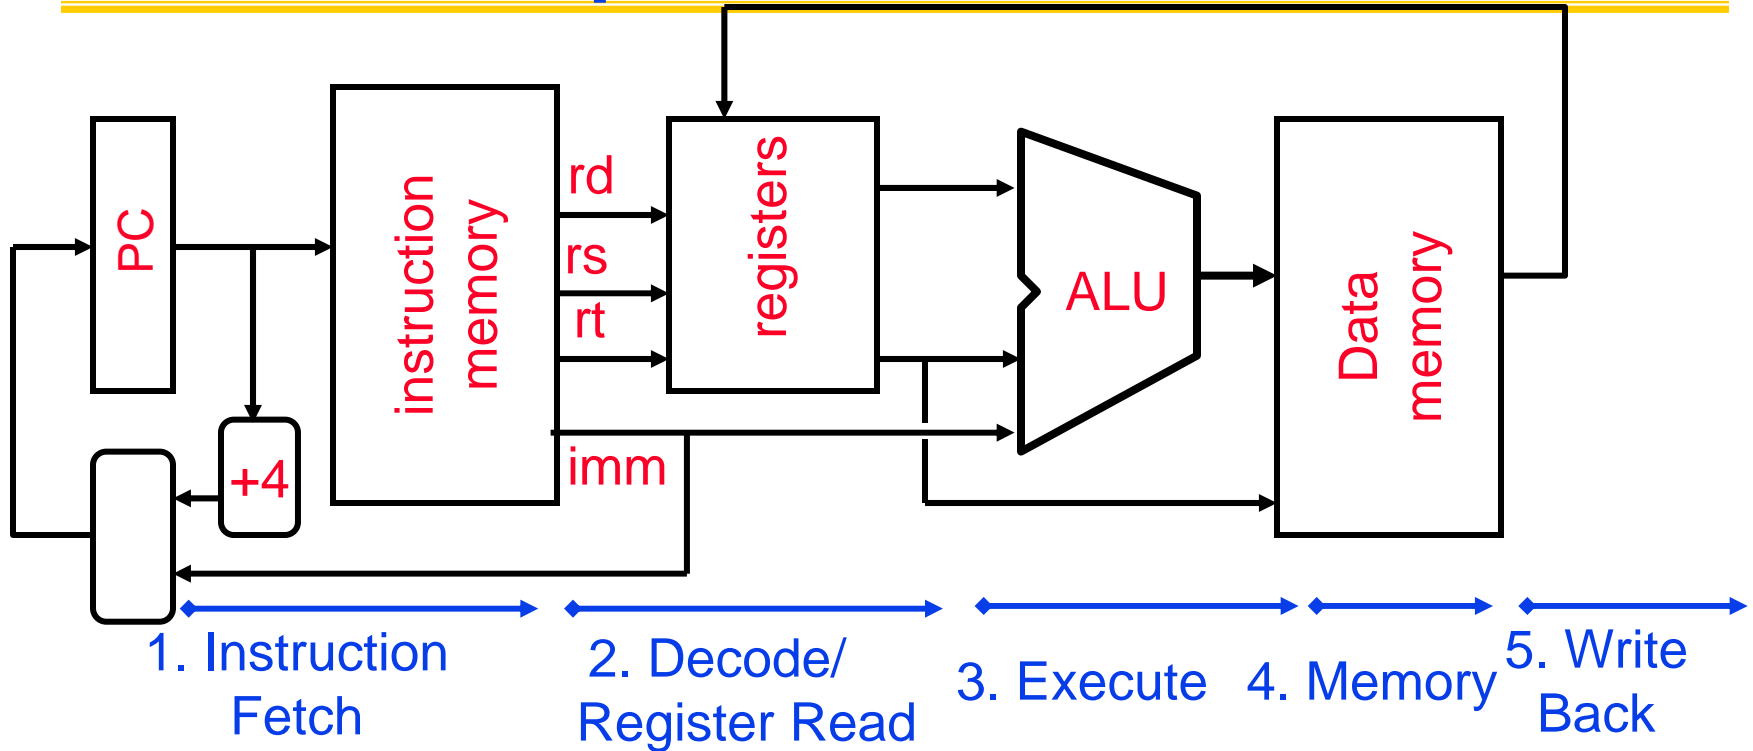 PC
+4
instruction
memory
rd
rs
rt
imm
registers
ALU
Data
memory
1. Instruction
Fetch
2. Decode/
Register Read
3. Execute
4. Memory
5. Write
Back